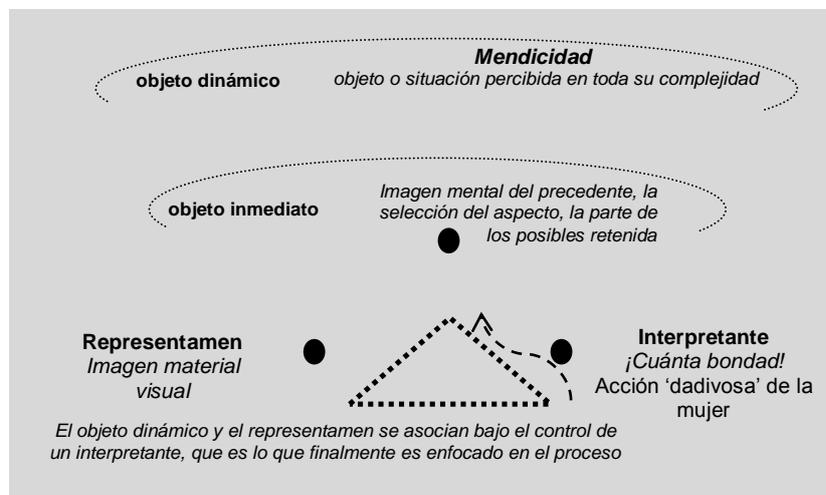 Mendicidad
objeto dinámico
objeto o situación percibida en toda su complejidad
objeto inmediato
Imagen mental del precedente, la
selección del aspecto, la parte de
los posibles retenida
Representamen
Imagen material
visual
Interpretante
¡Cuánta bondad!
Acción ‘dadivosa’ de la
mujer
El objeto dinámico y el representamen se asocian bajo el control de
un interpretante, que es lo que finalmente es enfocado en el proceso